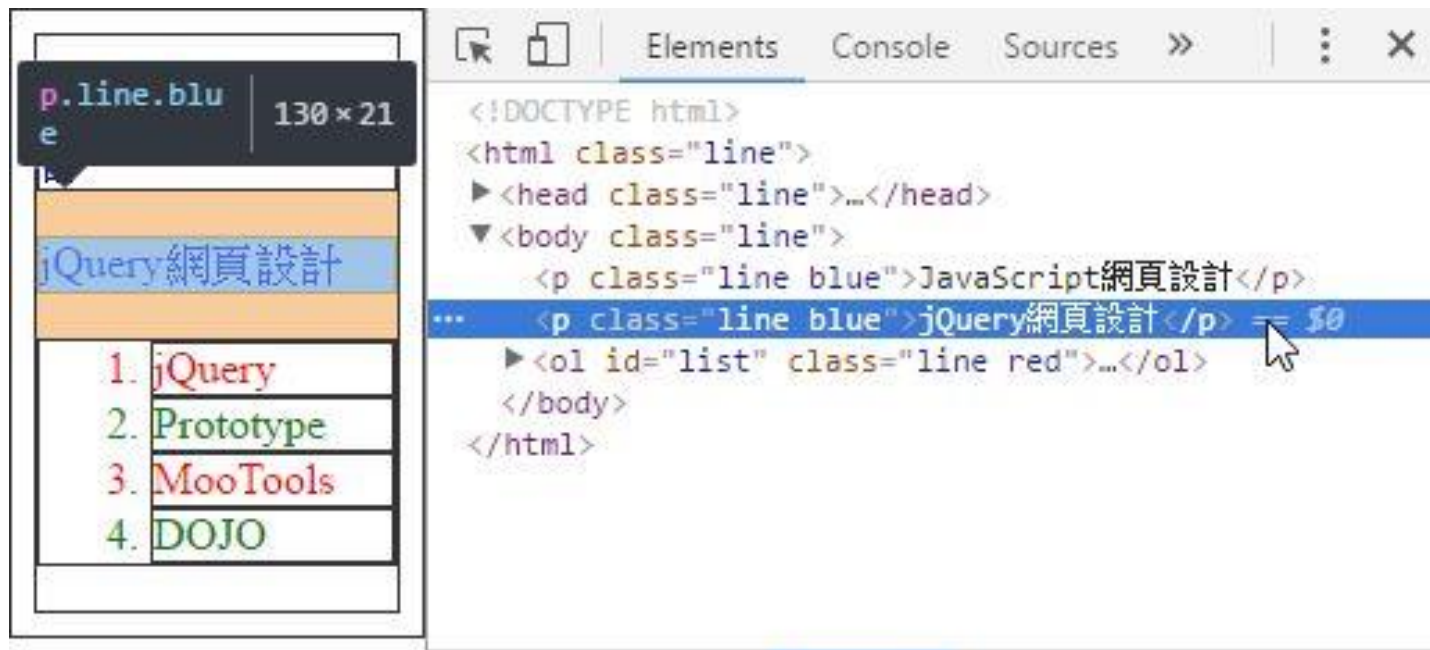 p.line.blu
e
130 × 21
jQuery網頁設計
1. jQuery
2. Prototype
3. MooTools
4. DOJO
Elements Console Sources »
<!DOCTYPE html>
<html class="line">
▶<head class="line">…</head>
▼<body class="line">
<p class="line blue">JavaScript網頁設計</p>
... <p class="line blue">jQuery網頁設計</p> == $0
▶<ol id="list" class="line red">…</ol>
</body>
</html>